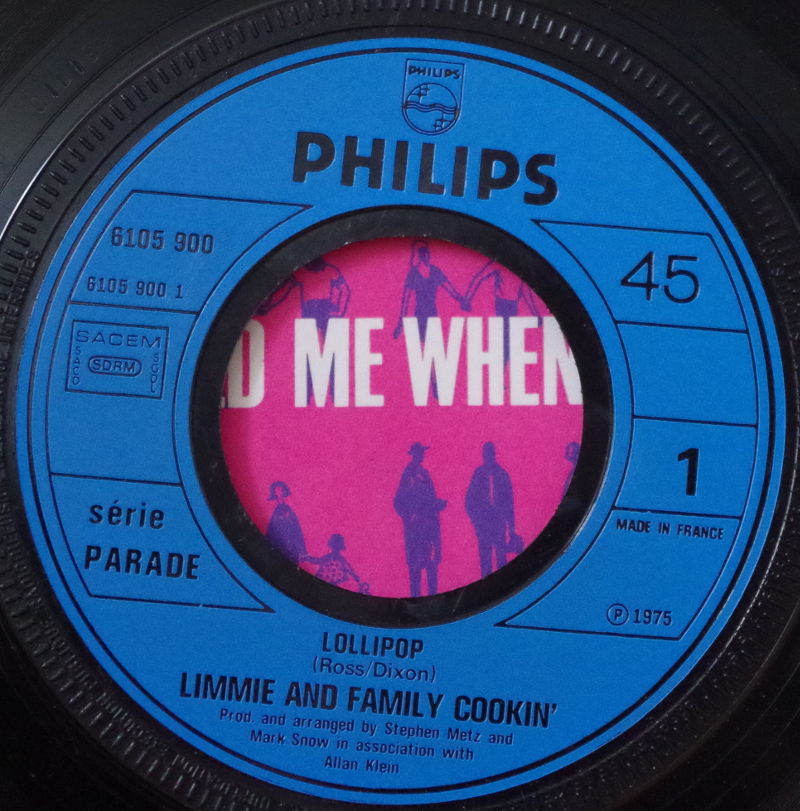 PHILIPS
PHILIPS
6105 900
6105 900 1
SACEM
SACD
SDRM
SGDL
série
PARADE
45
1
MADE IN FRANCE
Ⓟ 1975
D ME WHEN
LOLLIPOP
(Ross/Dixon)
LIMMIE AND FAMILY COOKIN'
Prod. and arranged by Stephen Metz and
Mark Snow in association with
Allan Klein